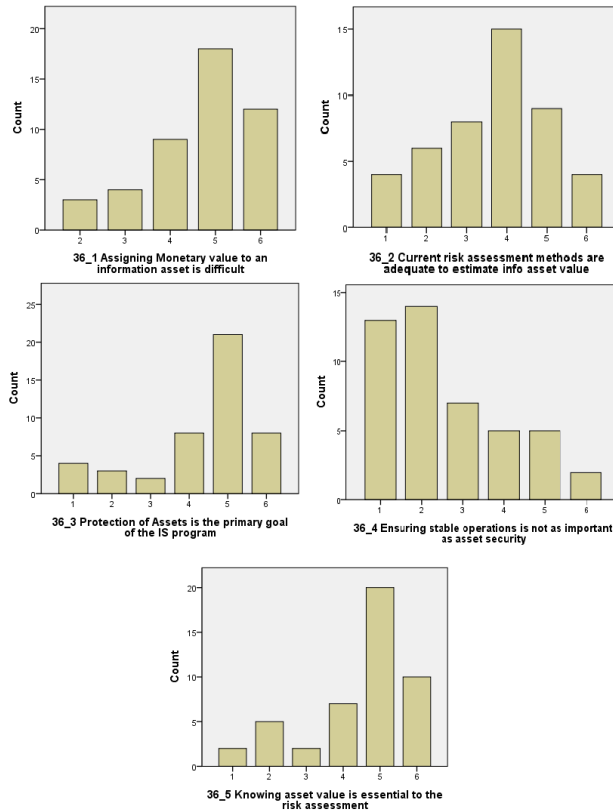 20
15
10
5
0
Count
2 3 4 5 6
36_1 Assigning Monetary value to an
information asset is difficult
15
10
5
0
Count
1 2 3 4 5 6
36_2 Current risk assessment methods are
adequate to estimate info asset value
25
20
15
10
5
0
Count
1 2 3 4 5 6
36_3 Protection of Assets is the primary goal
of the IS program
15
10
5
0
Count
1 2 3 4 5 6
36_4 Ensuring stable operations is not as important
as asset security
20
15
10
5
0
Count
1 2 3 4 5 6
36_5 Knowing asset value is essential to the
risk assessment